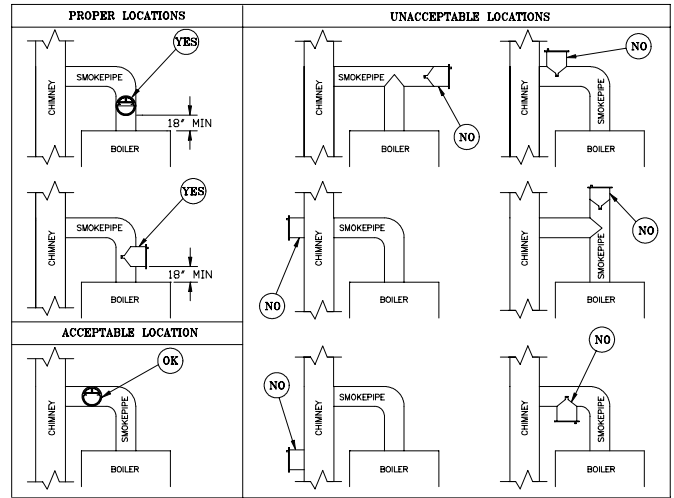 PROPER LOCATIONS
YES
SMOKEPIPE
CHIMNEY
18" MIN
BOILER
YES
SMOKEPIPE
CHIMNEY
18" MIN
BOILER
ACCEPTABLE LOCATION
OK
CHIMNEY
SMOKEPIPE
BOILER
UNACCEPTABLE LOCATIONS
SMOKEPIPE
CHIMNEY
NO
BOILER
NO
CHIMNEY
SMOKEPIPE
BOILER
SMOKEPIPE
CHIMNEY
NO
BOILER
NO
CHIMNEY
SMOKEPIPE
BOILER
NO
SMOKEPIPE
CHIMNEY
BOILER
NO
CHIMNEY
SMOKEPIPE
BOILER